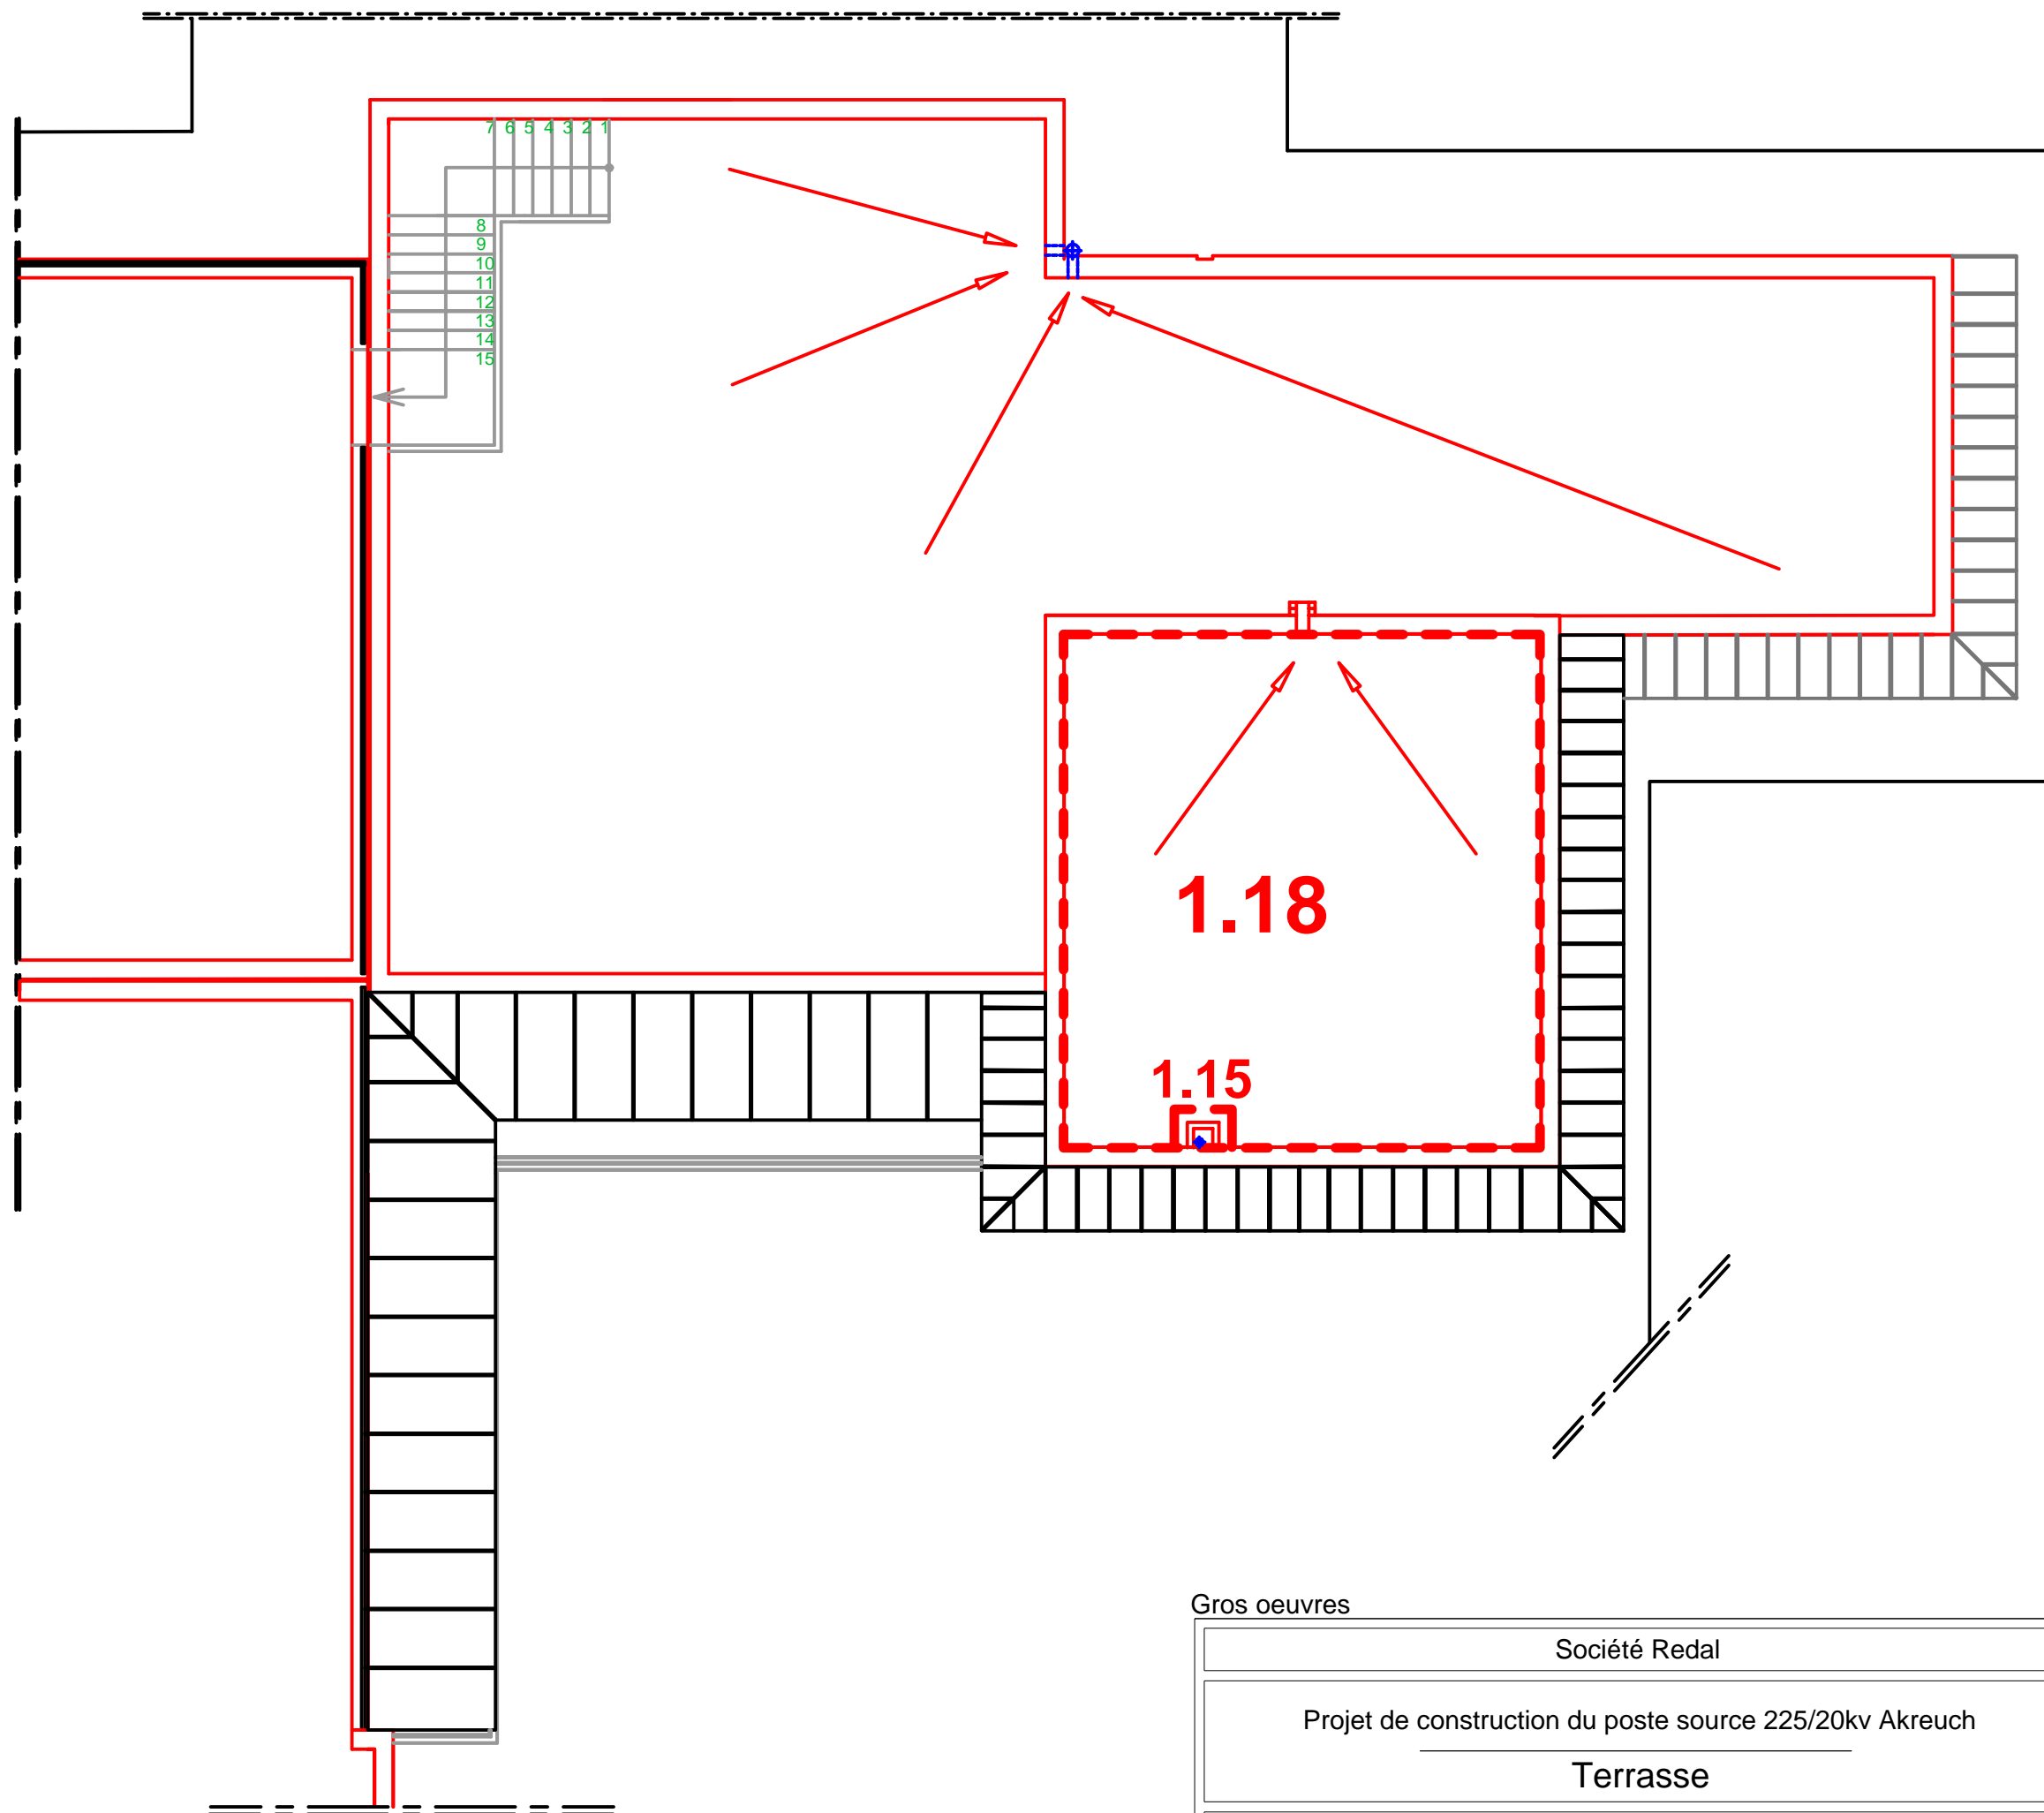 7 6 5 4 3 2 1
8
9
10
11
12
13
14
15
1.18
1.15
Gros oeuvres
Société Redal
Projet de construction du poste source 225/20kv Akreuch
Terrasse